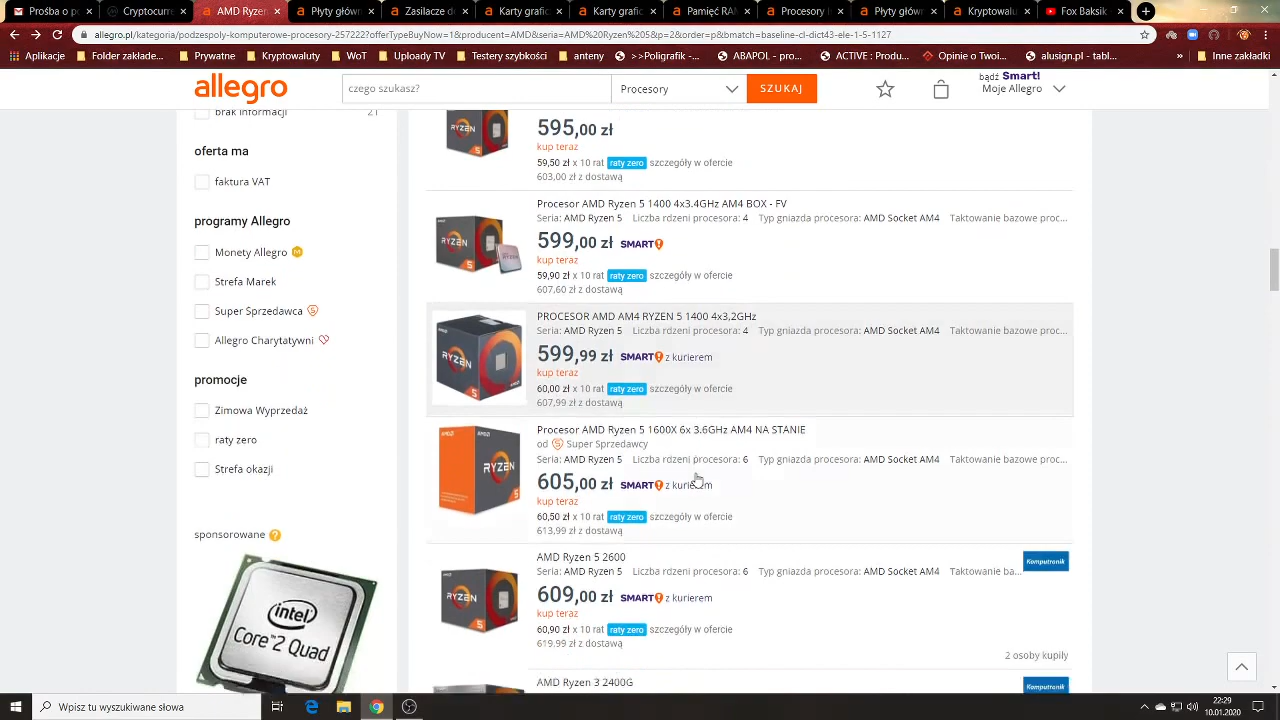 Prośba o p
Cryptocurre
AMD Ryzen
Płyty główn
Zasilacze do
Karty grafic
Karty grafic
Pamięć RA
Procesory
Płyty główn
Kryptowalu
Fox Baksik
allegro.pl/kategoria/podzespoly-komputerowe-procesory-257222?offerTypeBuyNow=1&producent=AMD&seria=AMD%20Ryzen%205&p=2&order=p&bmatch=baseline-cl-dict43-ele-1-5-1127
Aplikacje
Folder zakładki...
Prywatne
Kryptowaluty
anteny
WoT
Uploady TV
Testery szybkości
>>Poligrafik -...
ABAPOL - proje...
ACTIVE : Produ...
Opinie o Twoi...
alusign.pl - tabl...
»
Inne zakładki
allegro
czego szukasz?
Procesory
SZUKAJ
bądź Smart!
Moje Allegro
brak informacji 21
oferta ma
faktura VAT
programy Allegro
Monety Allegro
Strefa Marek
Super Sprzedawca
Allegro Charytatywni
promocje
Zimowa Wyprzedaż
raty zero
Strefa okazji
sponsorowane ?
intel
Core™2 Quad
RYZEN
595,00 zł
kup teraz
59,50 zł x 10 rat raty zero szczegóły w ofercie
603,00 zł z dostawą
Procesor AMD Ryzen 5 1400 4x3.4GHz AM4 BOX - FV
Seria: AMD Ryzen 5 Liczba rdzeni procesora: 4 Typ gniazda procesora: AMD Socket AM4 Taktowanie bazowe proc...
RYZEN
599,00 zł SMART!
kup teraz
59,90 zł x 10 rat raty zero szczegóły w ofercie
607,60 zł z dostawą
PROCESOR AMD AM4 RYZEN 5 1400 4x3,2GHz
Seria: AMD Ryzen 5 Liczba rdzeni procesora: 4 Typ gniazda procesora: AMD Socket AM4 Taktowanie bazowe proc...
RYZEN
599,99 zł SMART! z kurierem
kup teraz
60,00 zł x 10 rat raty zero szczegóły w ofercie
607,99 zł z dostawą
Procesor AMD Ryzen 5 1600X 6x 3.6GHz AM4 NA STANIE
od Super Sprzedawcy
Seria: AMD Ryzen 5 Liczba rdzeni procesora: 6 Typ gniazda procesora: AMD Socket AM4 Taktowanie bazowe proc...
RYZEN
605,00 zł SMART! z kurierem
kup teraz
60,50 zł x 10 rat raty zero szczegóły w ofercie
613,99 zł z dostawą
AMD Ryzen 5 2600
Komputronik
Seria: AMD Ryzen 5 Liczba rdzeni procesora: 6 Typ gniazda procesora: AMD Socket AM4 Taktowanie ba...
RYZEN
609,00 zł SMART! z kurierem
kup teraz
60,90 zł x 10 rat raty zero szczegóły w ofercie
619,99 zł z dostawą
2 osoby kupiły
AMD Ryzen 3 2400G
Komputronik
Wpisz tu wyszukiwane słowa
22:29
10.01.2020